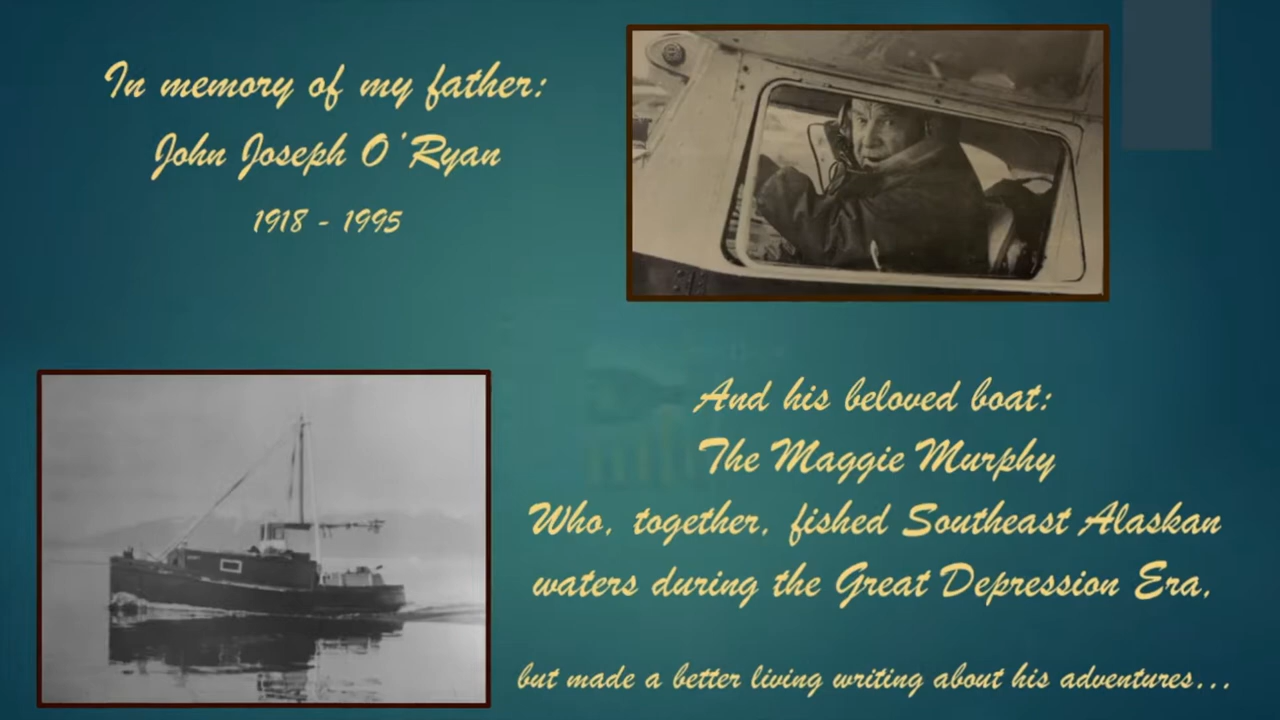 In memory of my father:
John Joseph O'Ryan
1918 - 1995
And his beloved boat:
The Maggie Murphy
Who, together, fished Southeast Alaskan
waters during the Great Depression Era,
but made a better living writing about his adventures...